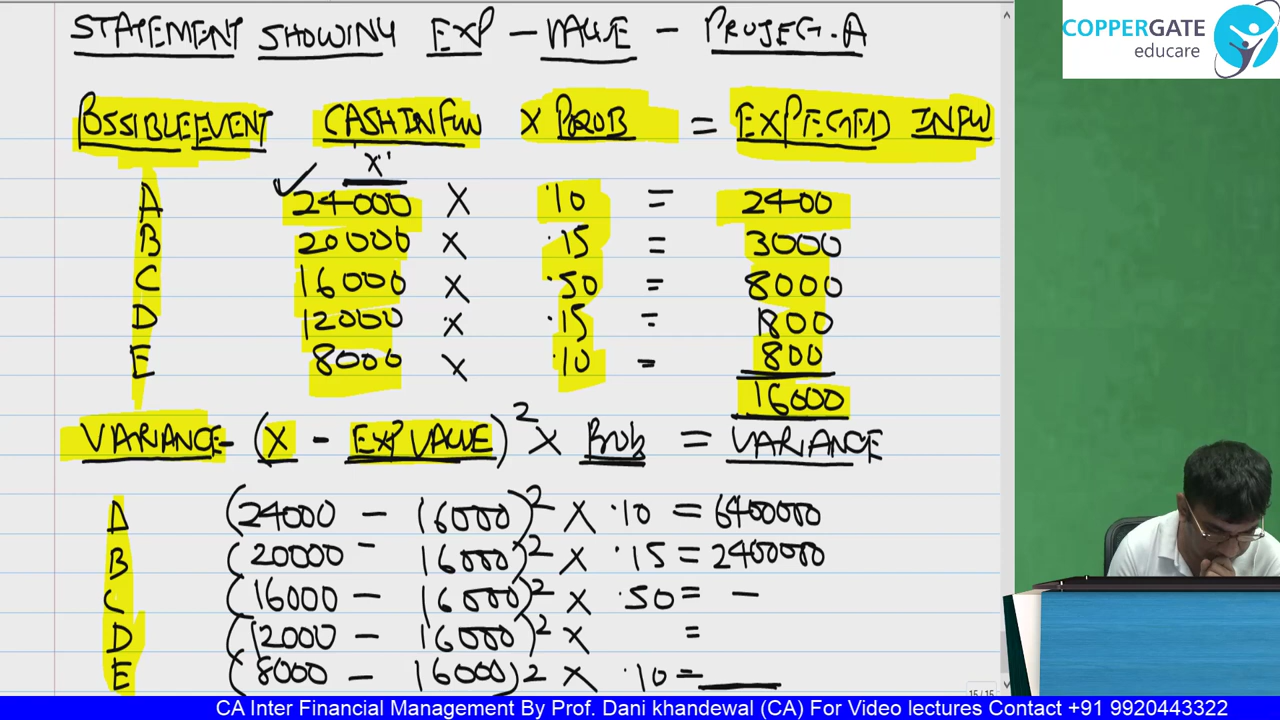 STATEMENT SHOWING EXP - VALUE - PROJECT.A
COPPERGATE
educare
POSSIBLE EVENT CASH INFLOW X PROB = EXPECTED INFLOW
'X'
A 24000 X .10 = 2400
B 20000 X .15 = 3000
C 16000 X .50 = 8000
D 12000 X .15 = 1800
E 8000 X .10 = 800
16000
VARIANCE - (X - EXP VALUE)2 X Prob = VARIANCE
A (24000 - 16000)2 X .10 = 6400000
B (20000 - 16000)2 X .15 = 2400000
C (16000 - 16000)2 X .50 = -
D (12000 - 16000)2 X =
E (8000 - 16000)2 X .10 =
15/15
CA Inter Financial Management By Prof. Dani khandewal (CA) For Video lectures Contact +91 9920443322